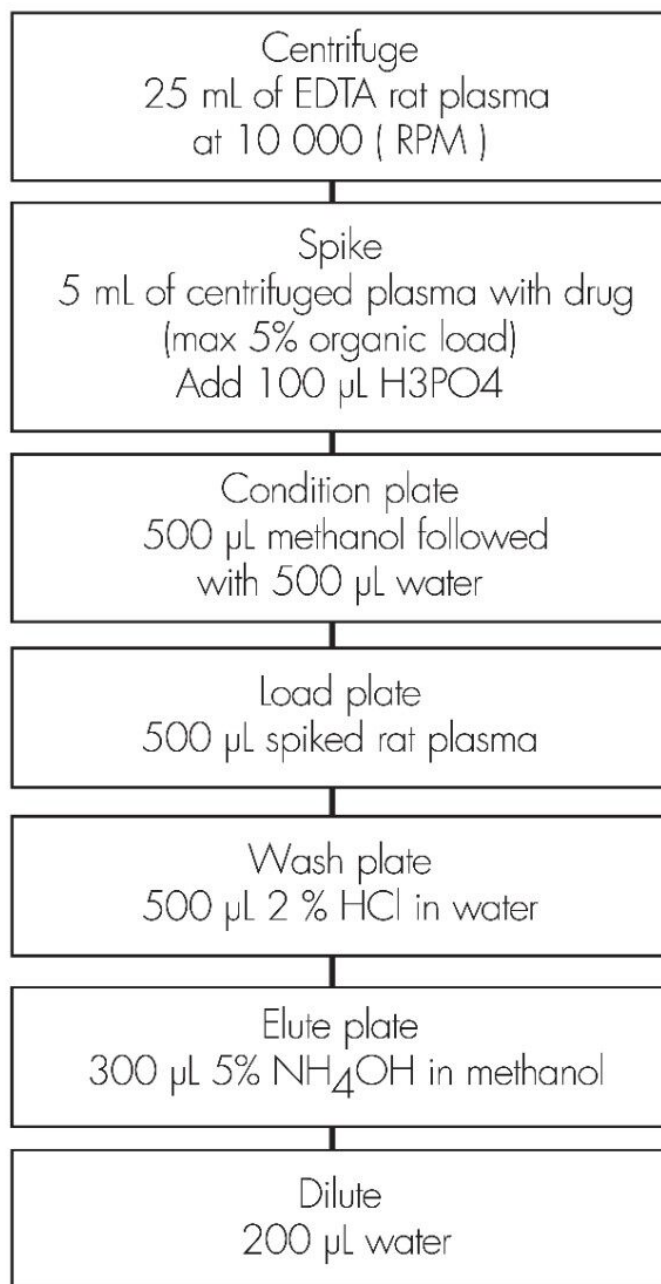 Centrifuge
25 mL of EDTA rat plasma
at 10 000 ( RPM )
Spike
5 mL of centrifuged plasma with drug
(max 5% organic load)
Add 100 µL H3PO4
Condition plate
500 µL methanol followed
with 500 µL water
Load plate
500 µL spiked rat plasma
Wash plate
500 µL 2 % HCl in water
Elute plate
300 µL 5% NH₄OH in methanol
Dilute
200 µL water